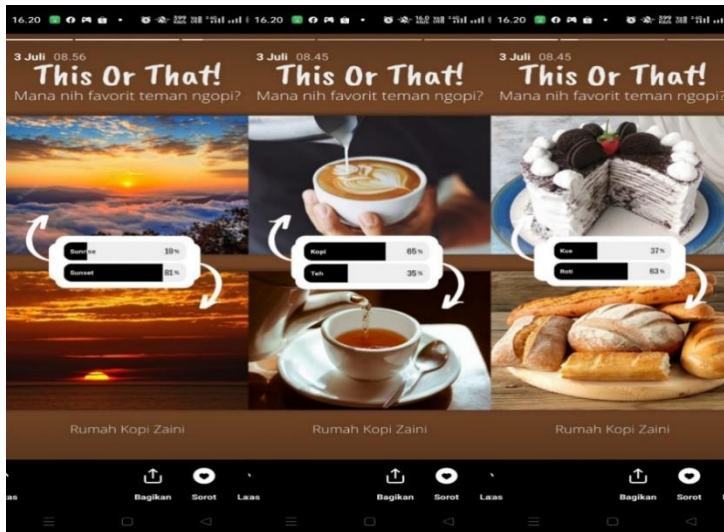 16.20
3 Juli 08.56
This Or That!
Mana nih favorit teman ngopi?
Sunrise 19%
Sunset 81%
Rumah Kopi Zaini
Bagikan Sorot
16.20
3 Juli 08.45
This Or That!
Mana nih favorit teman ngopi?
Kopi 65%
Teh 35%
Rumah Kopi Zaini
Bagikan Sorot
16.20
3 Juli 08.45
This Or That!
Mana nih favorit teman ngopi?
Kue 37%
Roti 63%
Rumah Kopi Zaini
Bagikan Sorot